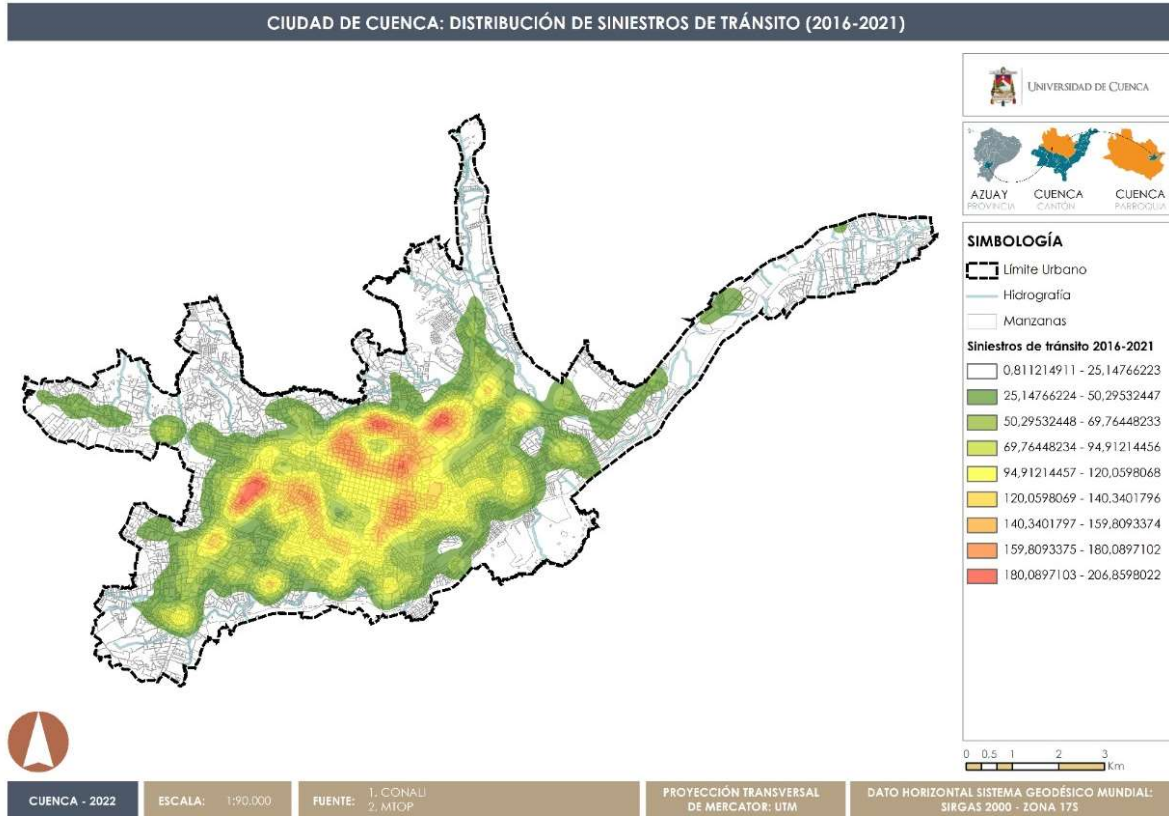 CIUDAD DE CUENCA: DISTRIBUCIÓN DE SINIESTROS DE TRÁNSITO (2016-2021)
UNIVERSIDAD DE CUENCA
AZUAY
PROVINCIA
CUENCA
CANTÓN
CUENCA
PARROQUIA
SIMBOLOGÍA
Límite Urbano
Hidrografía
Manzanas
Siniestros de tránsito 2016-2021
0,811214911 - 25,14766223
25,14766224 - 50,29532447
50,29532448 - 69,76448233
69,76448234 - 94,91214456
94,91214457 - 120,0598068
120,0598069 - 140,3401796
140,3401797 - 159,8093374
159,8093375 - 180,0897102
180,0897103 - 206,8598022
0 0,5 1 2 3
Km
CUENCA - 2022
ESCALA: 1:90.000
FUENTE: 1. CONALI
2. MTOP
PROYECCIÓN TRANSVERSAL
DE MERCATOR: UTM
DATO HORIZONTAL SISTEMA GEODÉSICO MUNDIAL:
SIRGAS 2000 - ZONA 17S